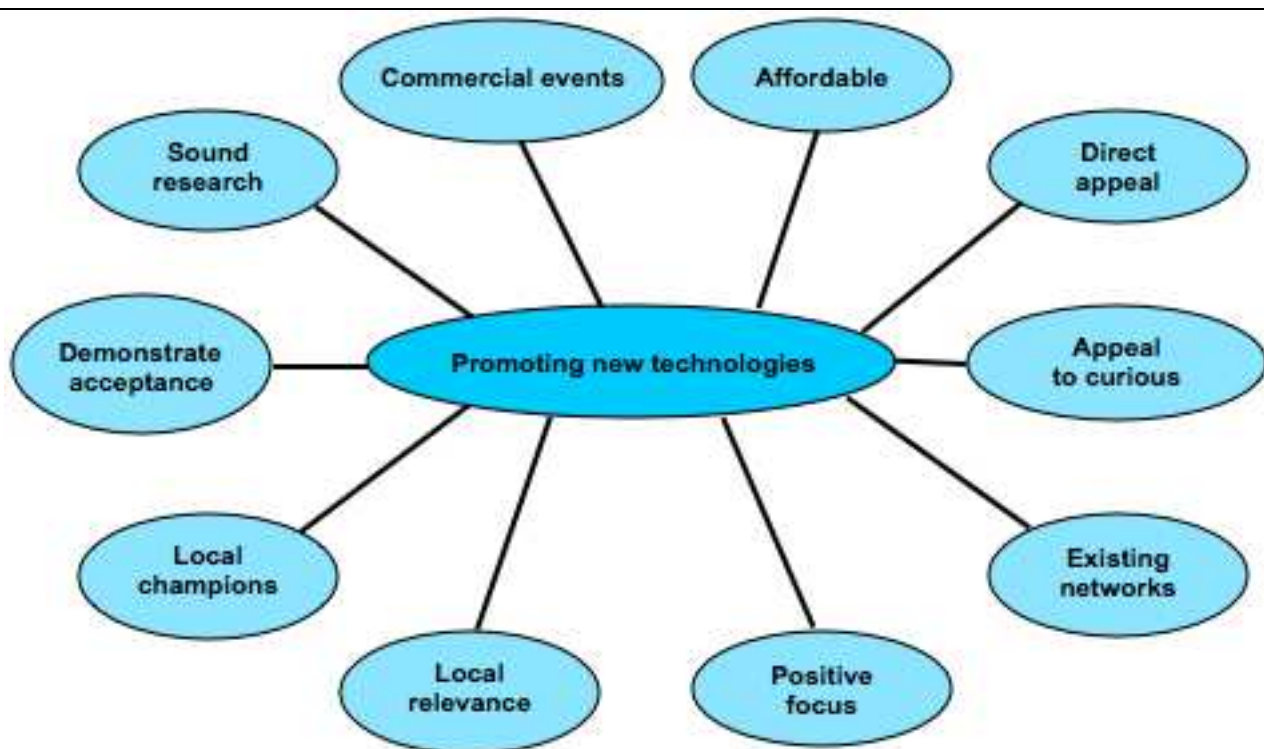 Commercial events
Affordable
Sound
research
Direct
appeal
Demonstrate
acceptance
Promoting new technologies
Appeal
to curious
Local
champions
Existing
networks
Local
relevance
Positive
focus